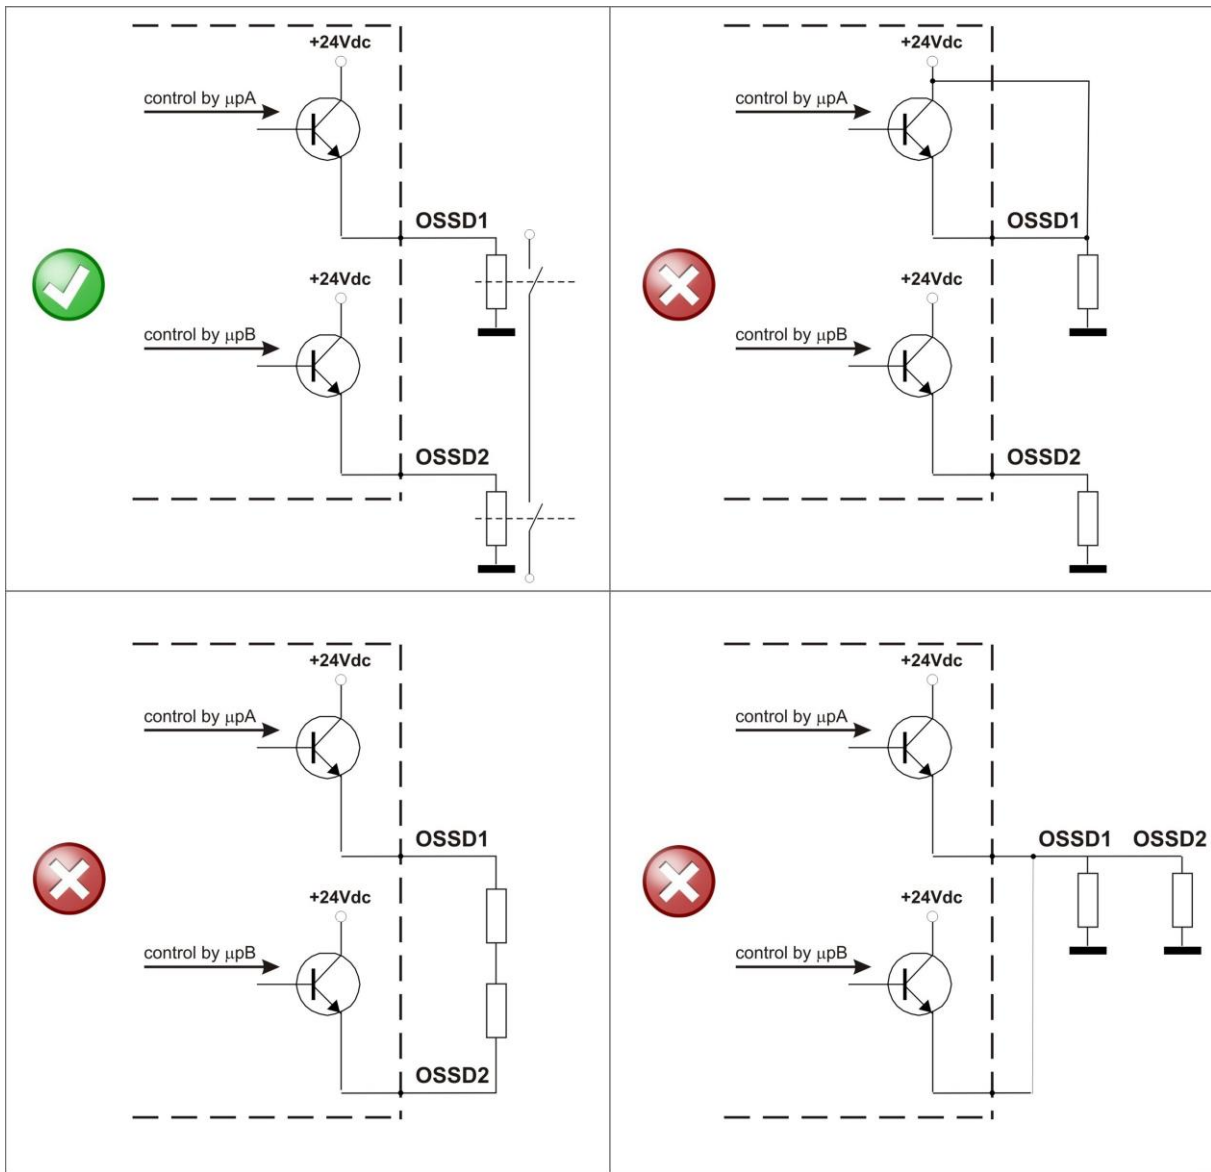 +24Vdc
control by μpA
OSSD1
+24Vdc
control by μpB
OSSD2
+24Vdc
control by μpA
OSSD1
+24Vdc
control by μpB
OSSD2
+24Vdc
control by μpA
OSSD1
+24Vdc
control by μpB
OSSD2
+24Vdc
control by μpA
OSSD1 OSSD2
+24Vdc
control by μpB